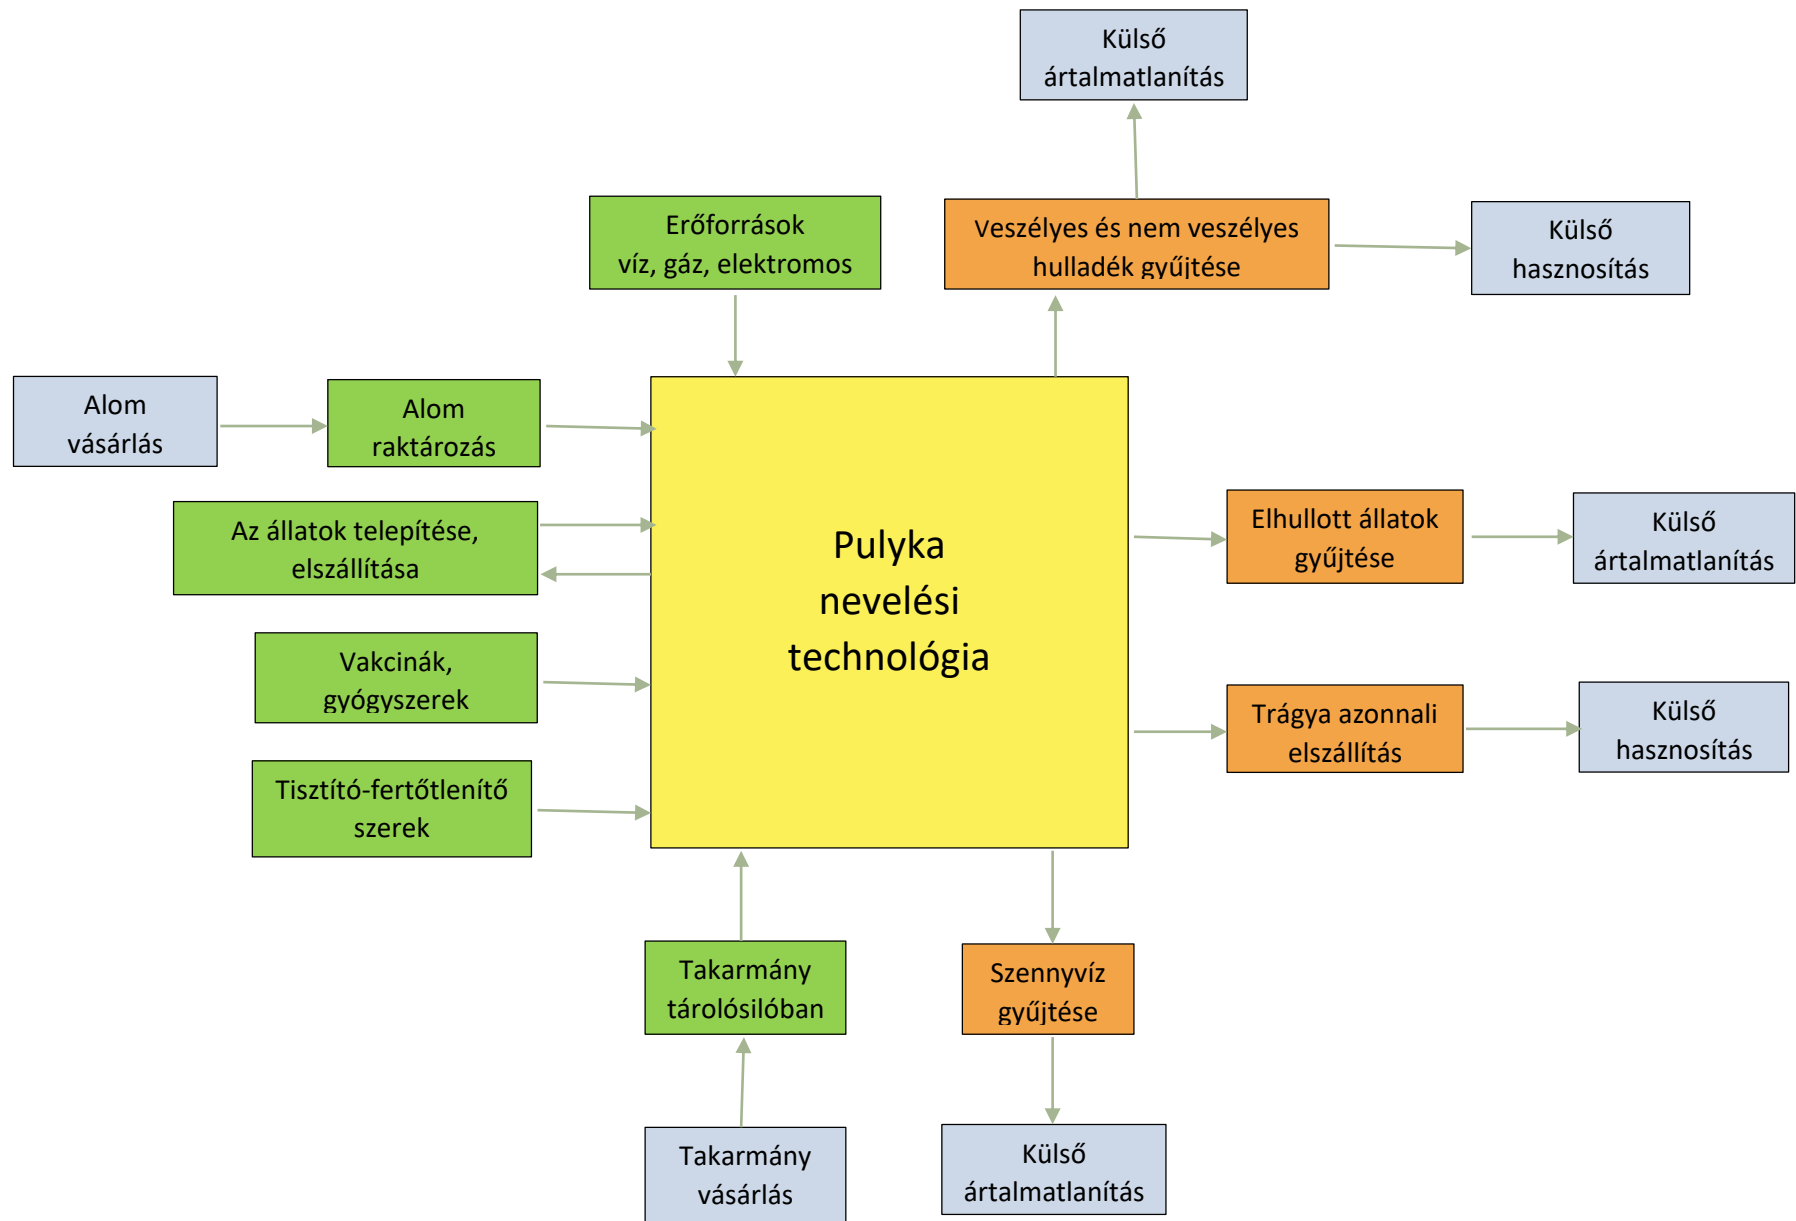 Külső
ártalmatlanítás
Erőforrások
víz, gáz, elektromos
Veszélyes és nem veszélyes
hulladék gyűjtése
Külső
hasznosítás
Alom
vásárlás
Alom
raktározás
Az állatok telepítése,
elszállítása
Vakcinák,
gyógyszerek
Tisztító-fertőtlenítő
szerek
Pulyka
nevelési
technológia
Elhullott állatok
gyűjtése
Külső
ártalmatlanítás
Trágya azonnali
elszállítás
Külső
hasznosítás
Takarmány
tárolósilóban
Szennyvíz
gyűjtése
Takarmány
vásárlás
Külső
ártalmatlanítás